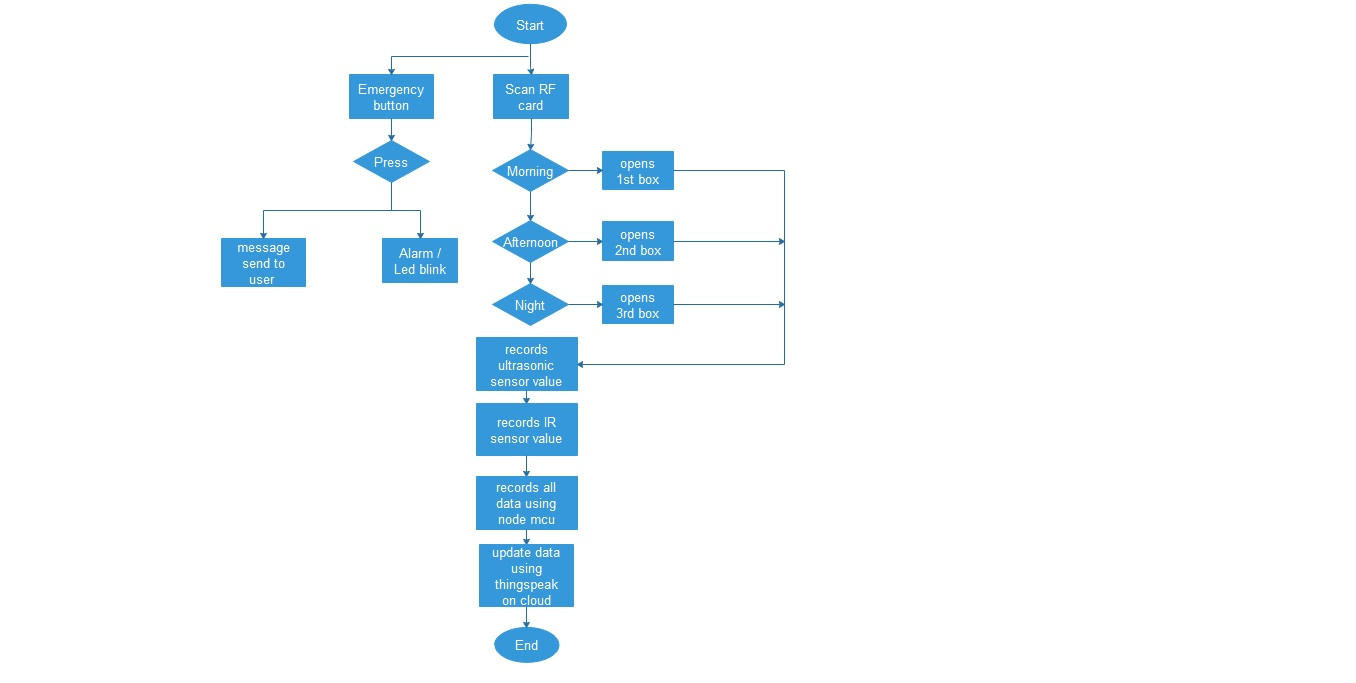 Start
Emergency
button
Scan RF
card
Press
Morning
opens
1st box
message
send to
user
Alarm /
Led blink
Afternoon
opens
2nd box
Night
opens
3rd box
records
ultrasonic
sensor value
records IR
sensor value
records all
data using
node mcu
update data
using
thingspeak
on cloud
End